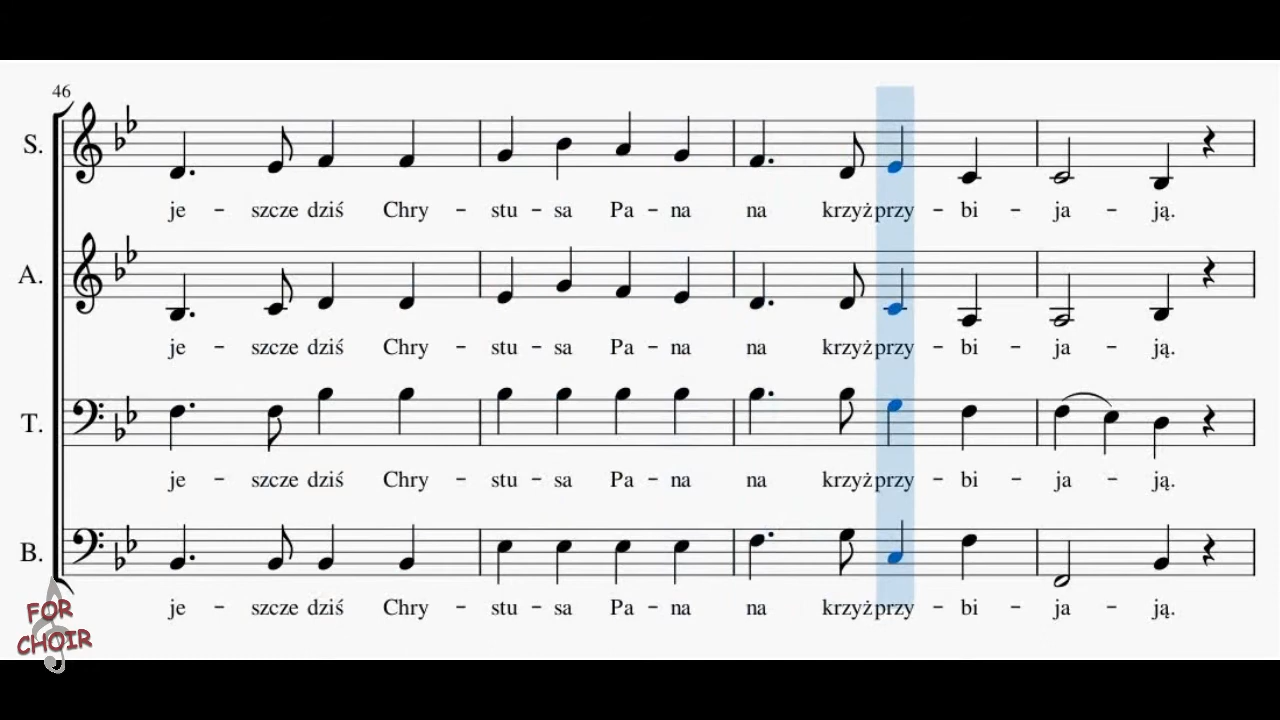 46
S.
je - szcze dziś Chry - stu - sa Pa - na na krzyż przy - bi - ja - ją.
A.
je - szcze dziś Chry - stu - sa Pa - na na krzyż przy - bi - ja - ją.
T.
je - szcze dziś Chry - stu - sa Pa - na na krzyż przy - bi - ja - ją.
B.
je - szcze dziś Chry - stu - sa Pa - na na krzyż przy - bi - ja - ją.
FOR
CHOIR